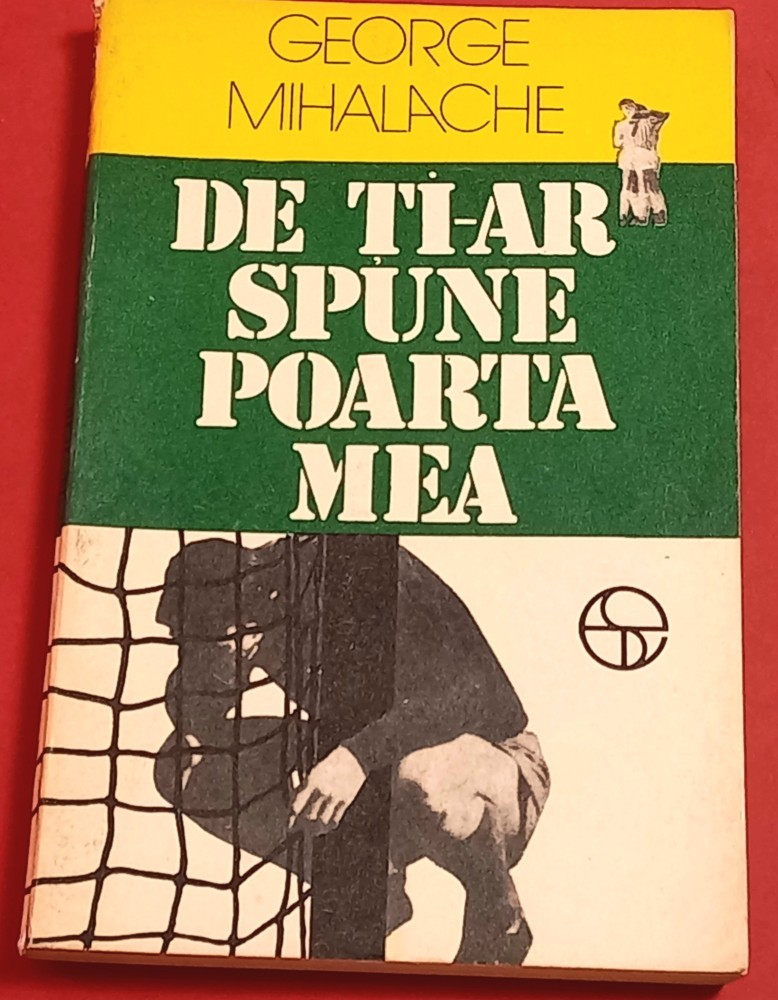 GEORGE
MIHALACHE
DE ȚI-AR
SPUNE
POARTA
MEA